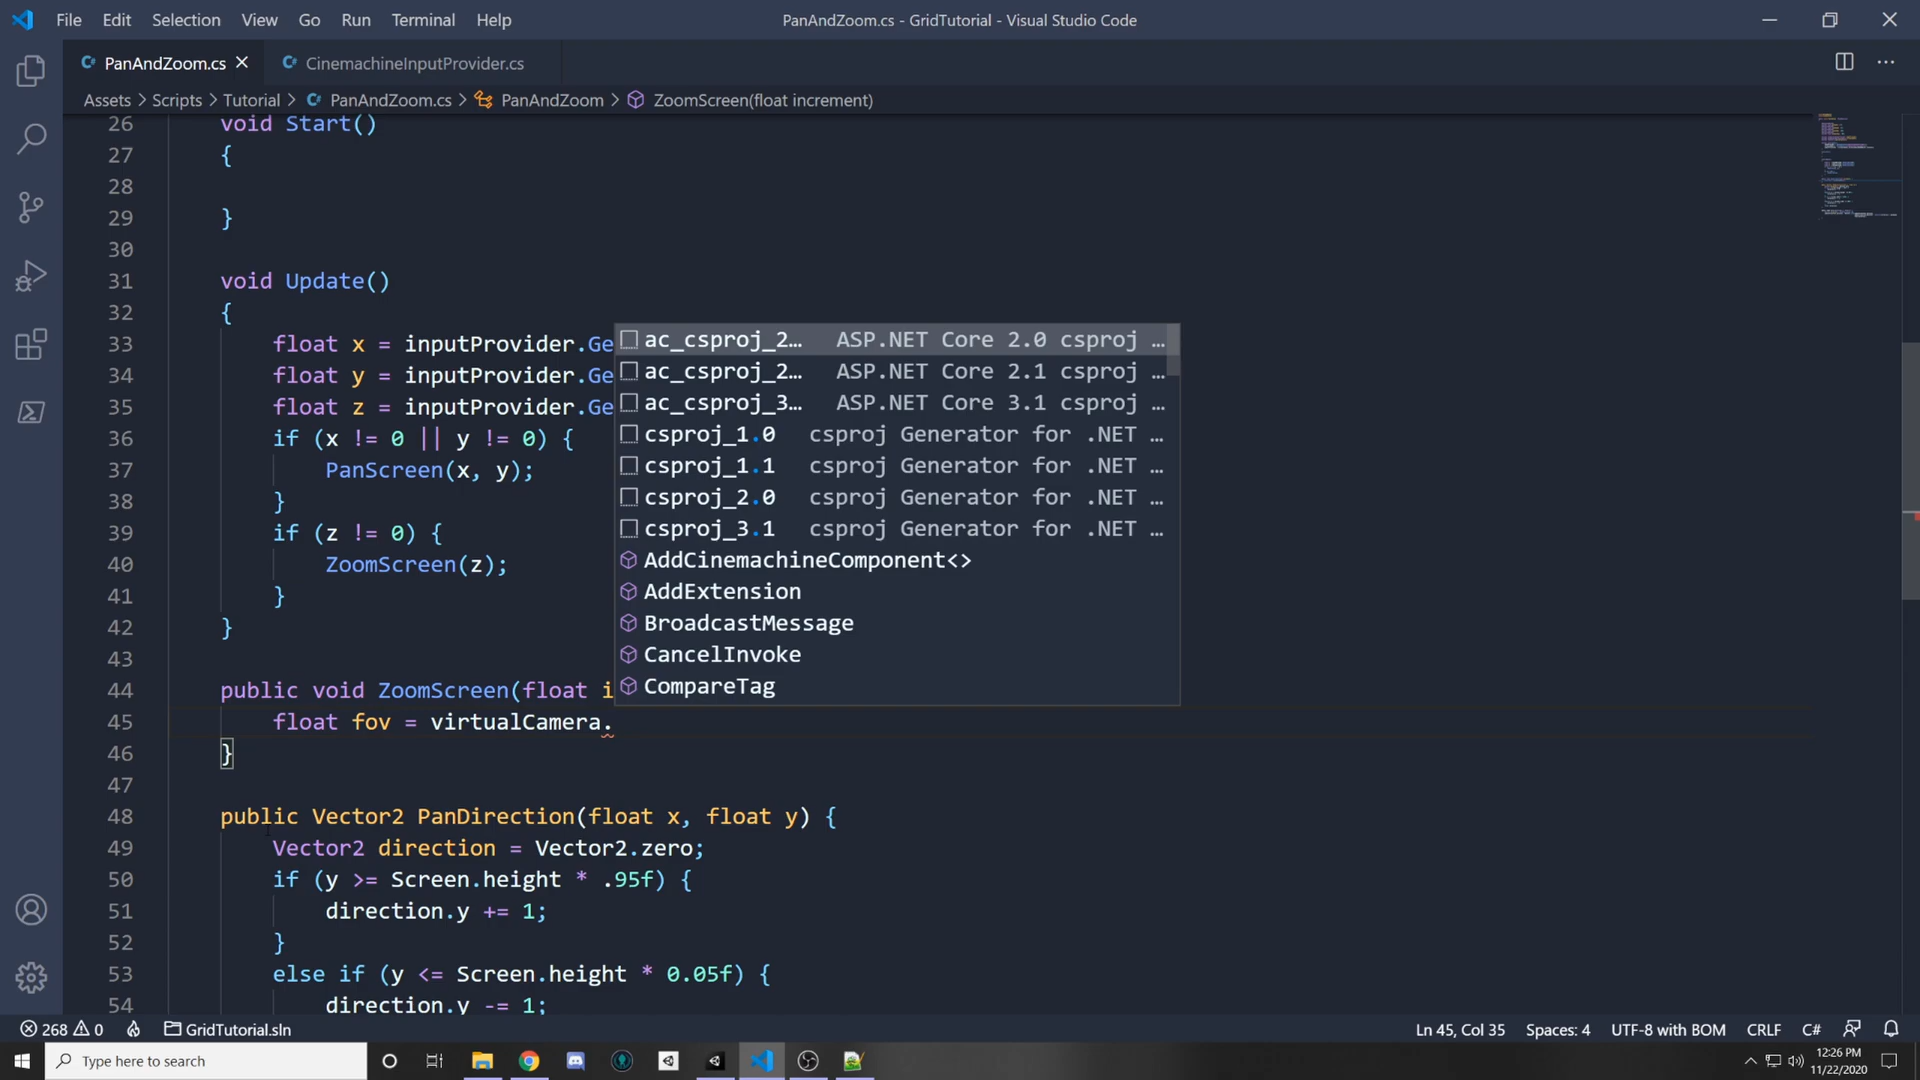 File Edit Selection View Go Run Terminal Help
PanAndZoom.cs - GridTutorial - Visual Studio Code
PanAndZoom.cs CinemachineInputProvider.cs
Assets > Scripts > Tutorial > PanAndZoom.cs > PanAndZoom > ZoomScreen(float increment)
26 void Start()
27 {
28
29 }
30
31 void Update()
32 {
33 float x = inputProvider.Ge
34 float y = inputProvider.Ge
35 float z = inputProvider.Ge
36 if (x != 0 || y != 0) {
37 PanScreen(x, y);
38 }
39 if (z != 0) {
40 ZoomScreen(z);
41 }
42 }
43
44 public void ZoomScreen(float i
45 float fov = virtualCamera.
46 }
47
48 public Vector2 PanDirection(float x, float y) {
49 Vector2 direction = Vector2.zero;
50 if (y >= Screen.height * .95f) {
51 direction.y += 1;
52 }
53 else if (y <= Screen.height * 0.05f) {
54 direction.y -= 1;
ac_csproj_2… ASP.NET Core 2.0 csproj …
ac_csproj_2… ASP.NET Core 2.1 csproj …
ac_csproj_3… ASP.NET Core 3.1 csproj …
csproj_1.0 csproj Generator for .NET …
csproj_1.1 csproj Generator for .NET …
csproj_2.0 csproj Generator for .NET …
csproj_3.1 csproj Generator for .NET …
AddCinemachineComponent<>
AddExtension
BroadcastMessage
CancelInvoke
CompareTag
268 0 GridTutorial.sln Ln 45, Col 35 Spaces: 4 UTF-8 with BOM CRLF C#
Type here to search
12:26 PM
11/22/2020